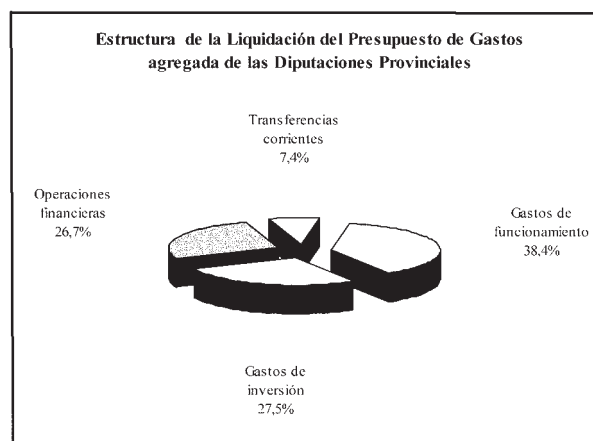 Estructura de la Liquidación del Presupuesto de Gastos
agregada de las Diputaciones Provinciales
Transferencias
corrientes
7,4%
Operaciones
financieras
26,7%
Gastos de
funcionamiento
38,4%
Gastos de
inversión
27,5%